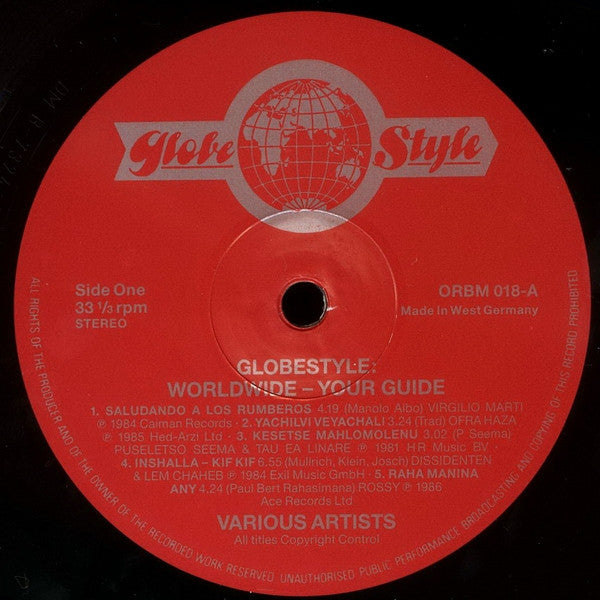 Globe Style
Side One
33 ⅓ rpm
STEREO
ORBM 018-A
Made in West Germany
GLOBESTYLE:
WORLDWIDE – YOUR GUIDE
1. SALUDANDO A LOS RUMBEROS 4.19 (Manolo Albo) VIRGILIO MARTI
℗ 1984 Caiman Records · 2. YACHILVI VEYACHALI 3.24 (Trad) OFRA HAZA
℗ 1985 Hed-Arzi Ltd · 3. KESETSE MAHLOMOLENU 3.02 (P Seema)
PUSELETSO SEEMA & TAU EA LINARE ℗ 1981 HR Music BV
4. INSHALLA – KIF KIF 6.55 (Mullrich, Klein, Josch) DISSIDENTEN
& LEM CHAHEB ℗ 1984 Exil Music GmbH · 5. RAHA MANINA
ANY 4.24 (Paul Bert Rahasimana) ROSSY ℗ 1986
Ace Records Ltd
VARIOUS ARTISTS
All titles Copyright Control
ALL RIGHTS OF THE PRODUCER AND OF THE OWNER OF THE RECORDED WORK RESERVED. UNAUTHORISED PUBLIC PERFORMANCE BROADCASTING AND COPYING OF THIS RECORD PROHIBITED